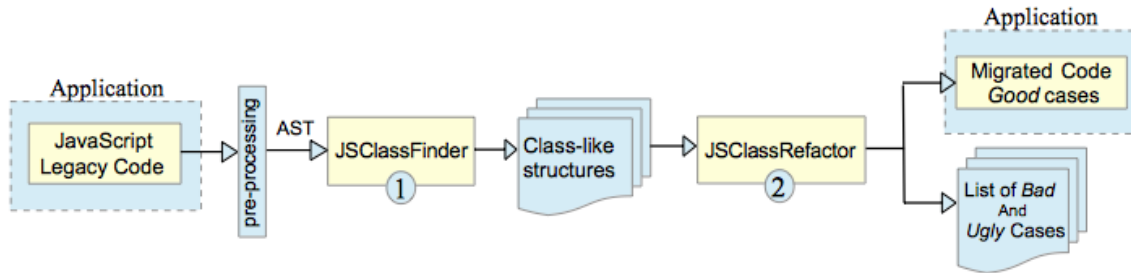 Application
JavaScript
Legacy Code
pre-processing
AST
JSClassFinder
1
Class-like
structures
JSClassRefactor
2
Application
Migrated Code
Good cases
List of Bad
And
Ugly Cases